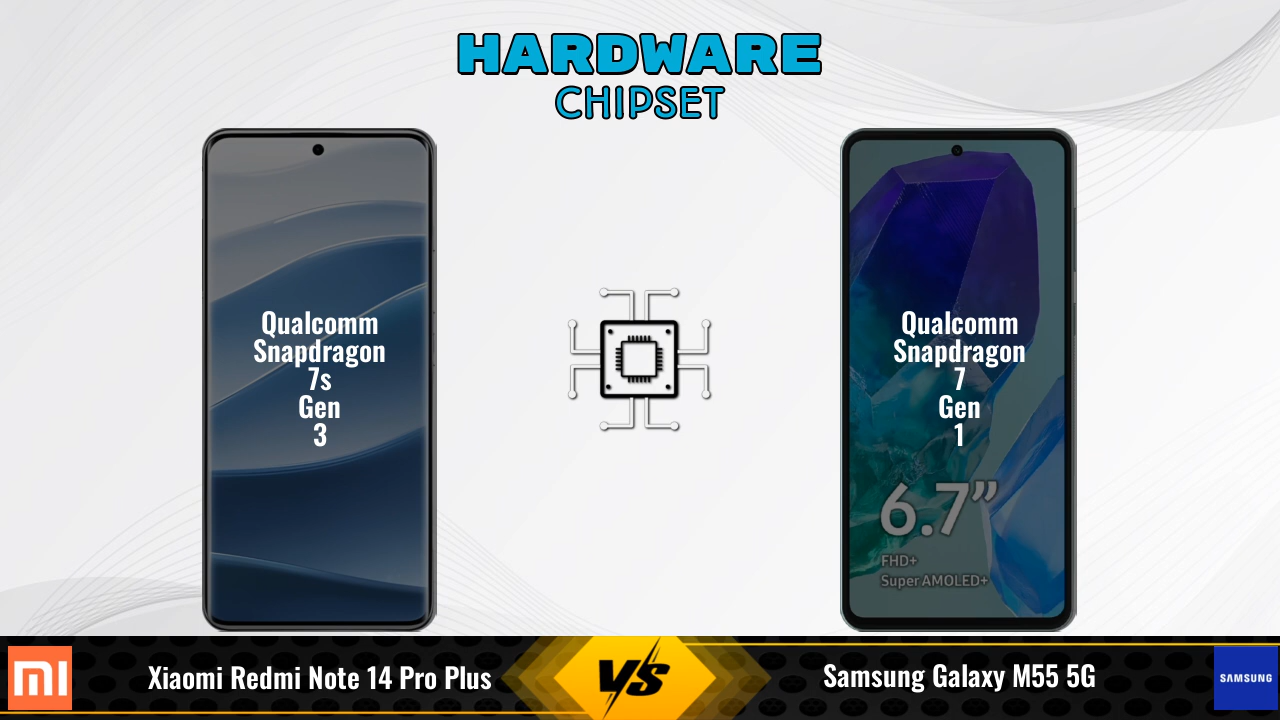 HARDWARE
CHIPSET
Qualcomm
Snapdragon
7s
Gen
3
Qualcomm
Snapdragon
7
Gen
1
6.7”
FHD+
Super AMOLED+
MI
Xiaomi Redmi Note 14 Pro Plus
VS
Samsung Galaxy M55 5G
SAMSUNG